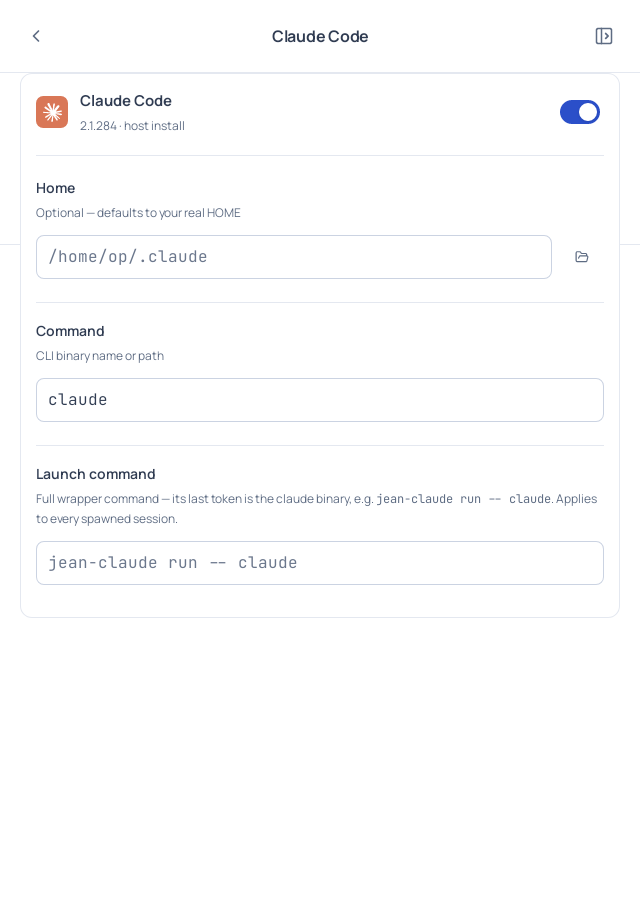 Claude Code
Claude Code
2.1.284 · host install
Home
Optional — defaults to your real HOME
/home/op/.claude
Command
CLI binary name or path
claude
Launch command
Full wrapper command — its last token is the claude binary, e.g. jean-claude run -- claude. Applies
to every spawned session.
jean-claude run -- claude